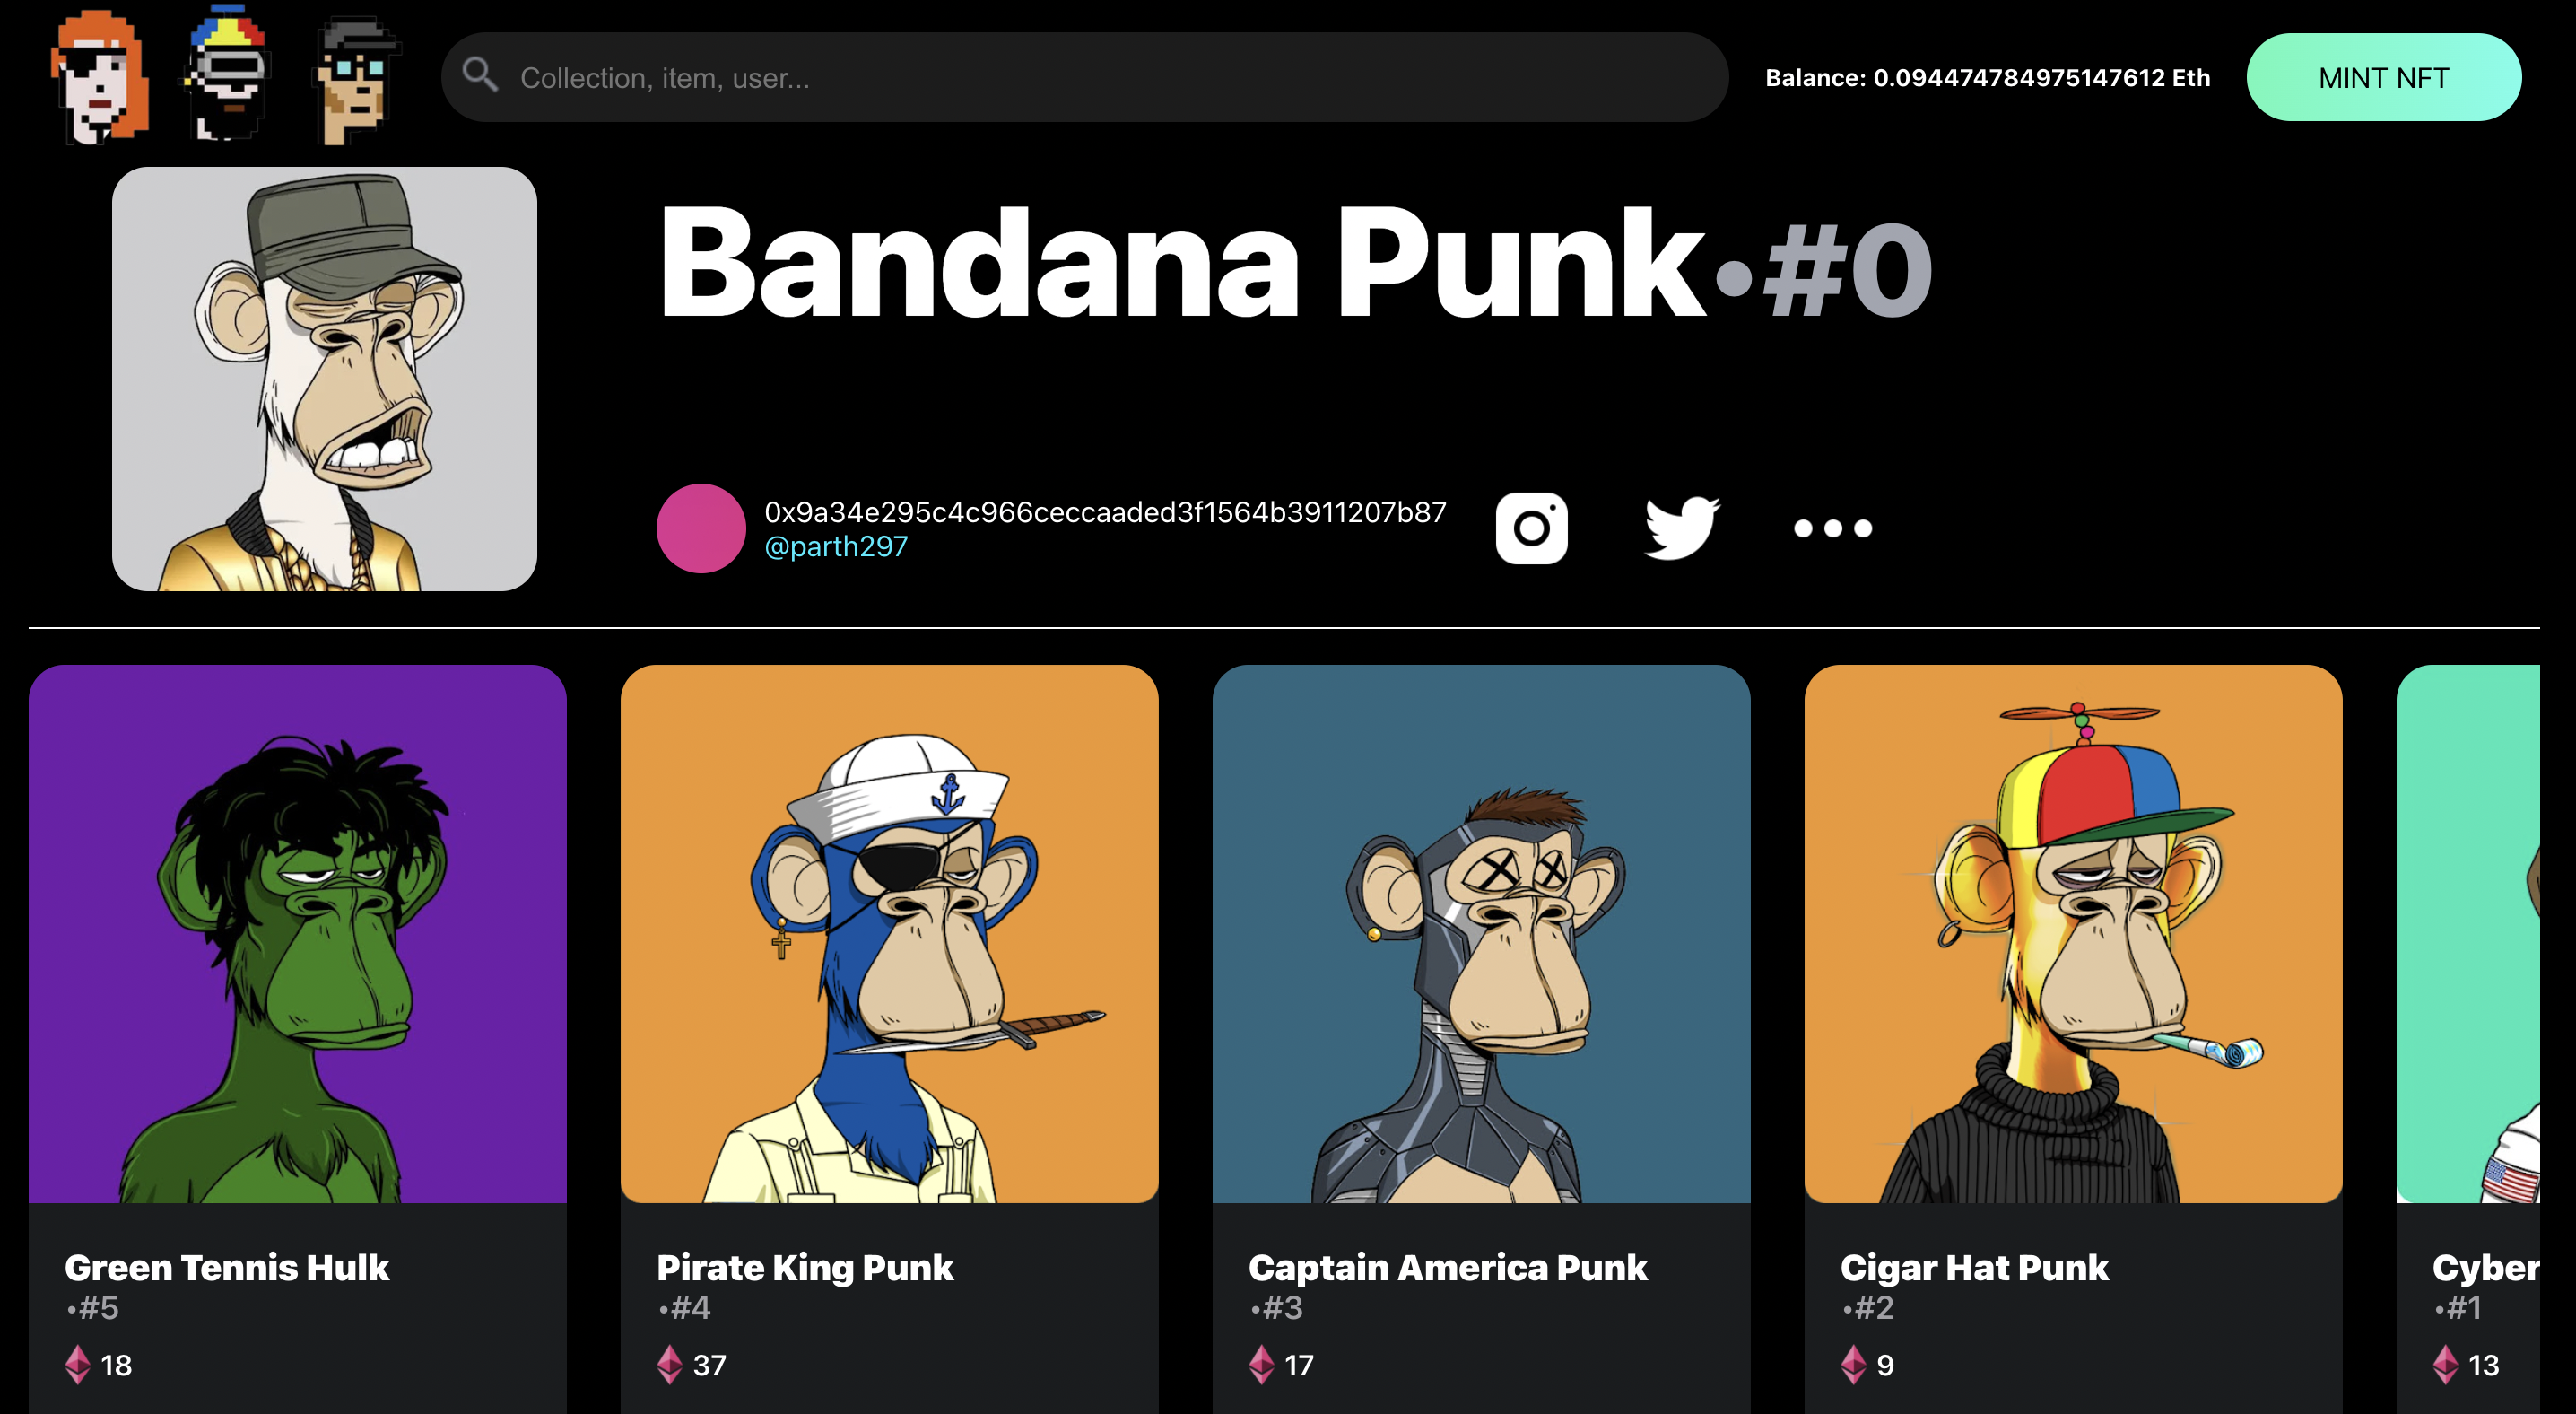 Collection, item, user...
Balance: 0.094474784975147612 Eth
MINT NFT
Bandana Punk•#0
0x9a34e295c4c966ceccaaded3f1564b3911207b87
@parth297
Green Tennis Hulk
•#5
18
Pirate King Punk
•#4
37
Captain America Punk
•#3
17
Cigar Hat Punk
•#2
9
Cyber
•#1
13